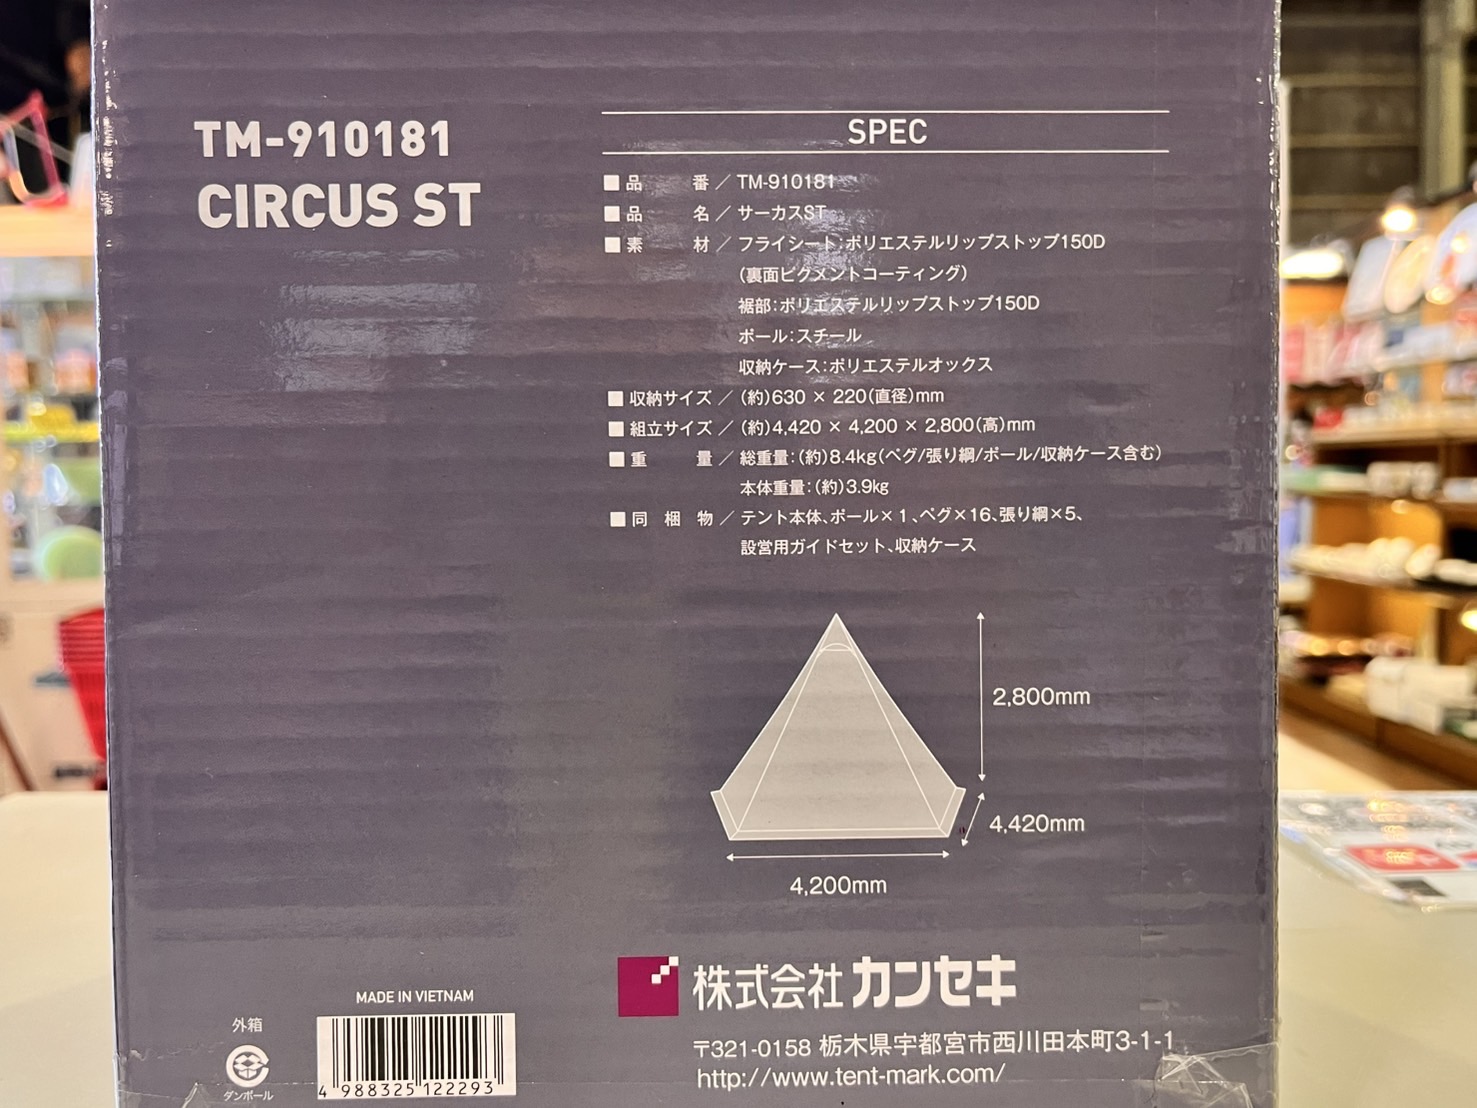 TM-910181
CIRCUS ST
SPEC
■品　　番／TM-910181
■品　　名／サーカスST
■素　　材／フライシート:ポリエステルリップストップ150D
(裏面ピグメントコーティング)
裾部:ポリエステルリップストップ150D
ポール:スチール
収納ケース:ポリエステルオックス
■収納サイズ／(約)630 × 220(直径)mm
■組立サイズ／(約)4,420 × 4,200 × 2,800(高)mm
■重　　量／総重量:(約)8.4kg(ペグ/張り綱/ポール/収納ケース含む)
本体重量:(約)3.9kg
■同 梱 物／テント本体、ポール×1、ペグ×16、張り綱×5、
設営用ガイドセット、収納ケース
2,800mm
4,420mm
4,200mm
株式会社カンセキ
〒321-0158 栃木県宇都宮市西川田本町3-1-1
http://www.tent-mark.com/
MADE IN VIETNAM
外箱
ダンボール
4 988325 122293